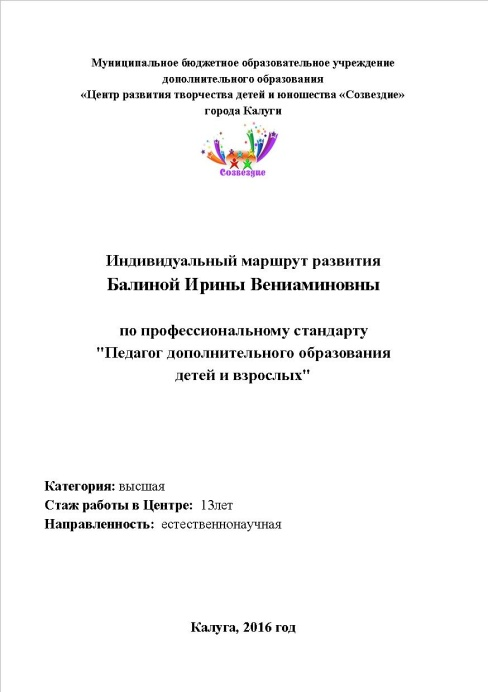 Муниципальное бюджетное образовательное учреждение
дополнительного образования
«Центр развития творчества детей и юношества «Созвездие»
города Калуги
Созвездие
Индивидуальный маршрут развития
Балиной Ирины Вениаминовны
по профессиональному стандарту
"Педагог дополнительного образования
детей и взрослых"
Категория: высшая
Стаж работы в Центре:  13лет
Направленность:  естественнонаучная
Калуга, 2016 год